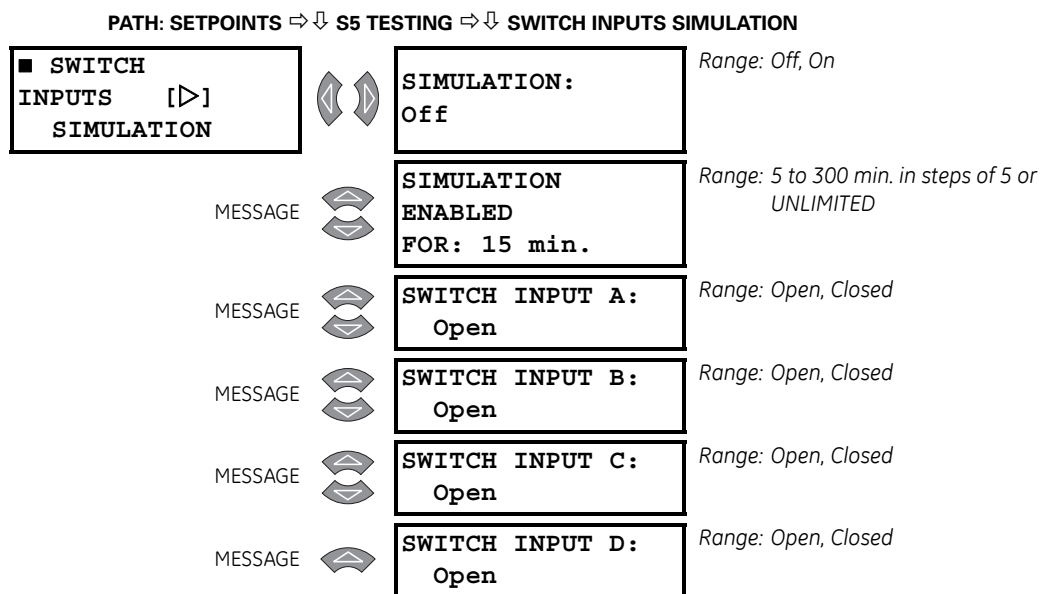 PATH: SETPOINTS ⇨⇩ S5 TESTING ⇨⇩ SWITCH INPUTS SIMULATION
■ SWITCH
INPUTS [▷]
SIMULATION
SIMULATION:
Off
Range: Off, On
MESSAGE
SIMULATION
ENABLED
FOR: 15 min.
Range: 5 to 300 min. in steps of 5 or
UNLIMITED
MESSAGE
SWITCH INPUT A:
Open
Range: Open, Closed
MESSAGE
SWITCH INPUT B:
Open
Range: Open, Closed
MESSAGE
SWITCH INPUT C:
Open
Range: Open, Closed
MESSAGE
SWITCH INPUT D:
Open
Range: Open, Closed